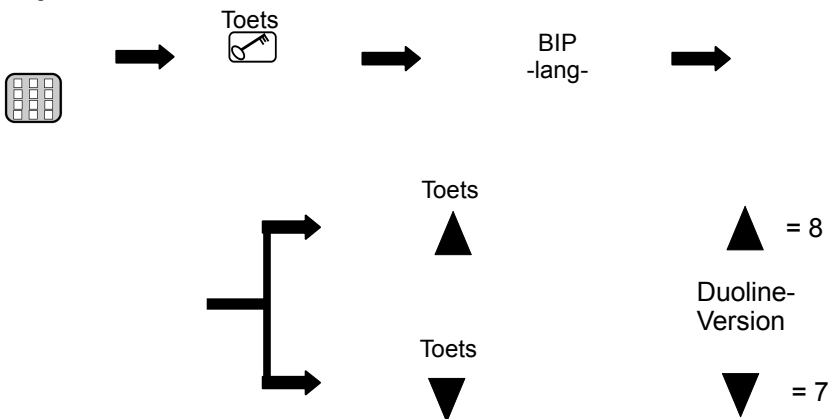 Toets
BIP
-lang-
Toets
= 8
Duoline-
Version
Toets
= 7